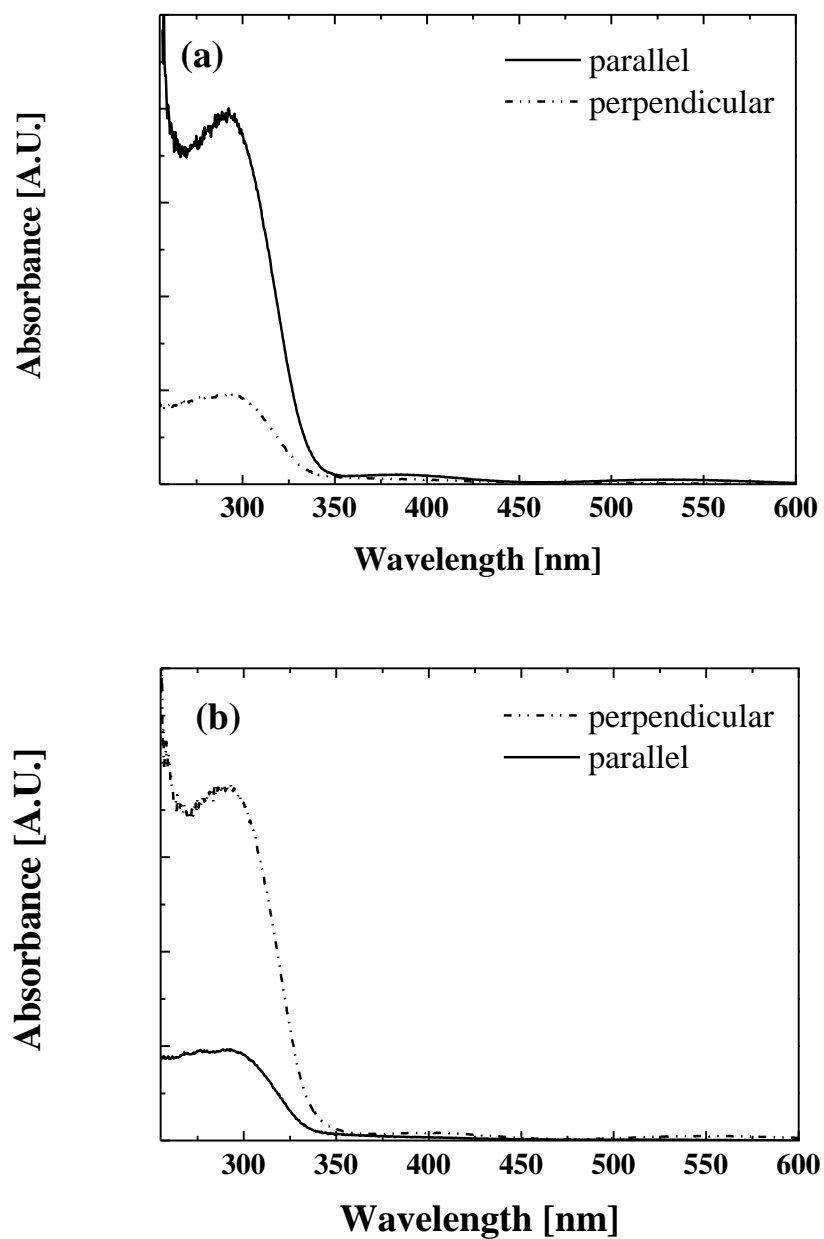 (a)
parallel
perpendicular
Absorbance [A.U.]
300 350 400 450 500 550 600
Wavelength [nm]
(b)
perpendicular
parallel
Absorbance [A.U.]
300 350 400 450 500 550 600
Wavelength [nm]